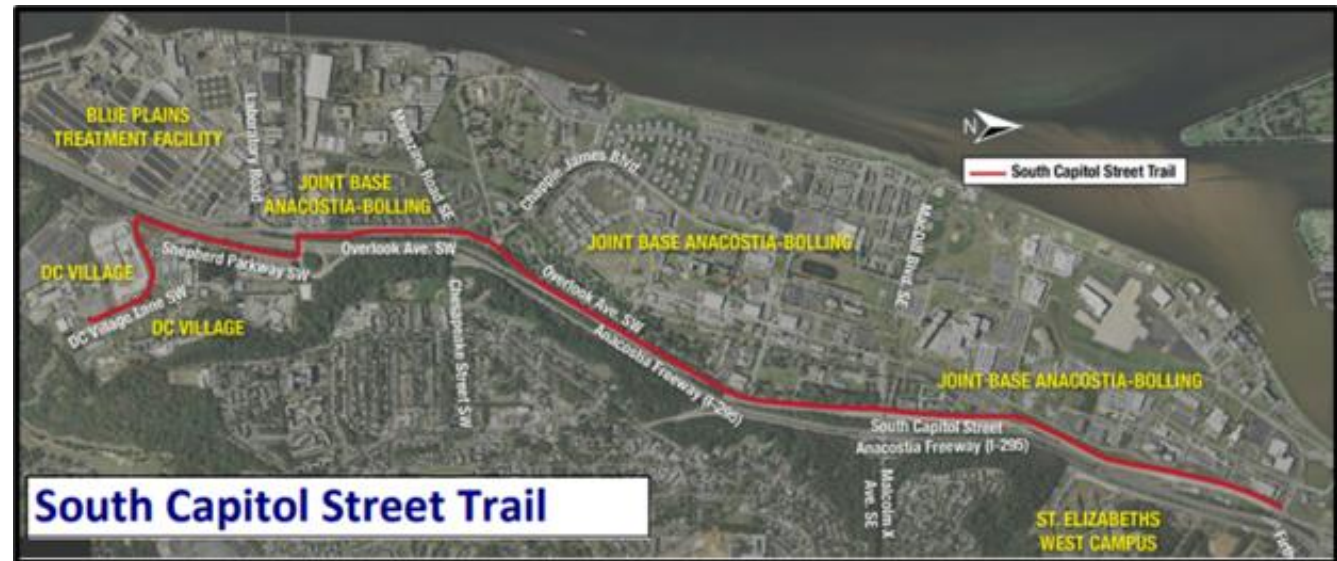 BLUE PLAINS
TREATMENT FACILITY
Laboratory Road
Magazine Road SE
JOINT BASE
ANACOSTIA-BOLLING
Chappie James Blvd.
N
South Capitol Street Trail
JOINT BASE ANACOSTIA-BOLLING
Macdill Blvd. SE
DC VILLAGE
Shepherd Parkway SW
Overlook Ave. SW
DC Village Lane SW
DC VILLAGE
Chesapeake Street SW
Overlook Ave. SW
Anacostia Freeway (I-295)
JOINT BASE ANACOSTIA-BOLLING
South Capitol Street
Anacostia Freeway (I-295)
Malcolm X
Ave. SE
ST. ELIZABETHS
WEST CAMPUS
South Capitol Street Trail